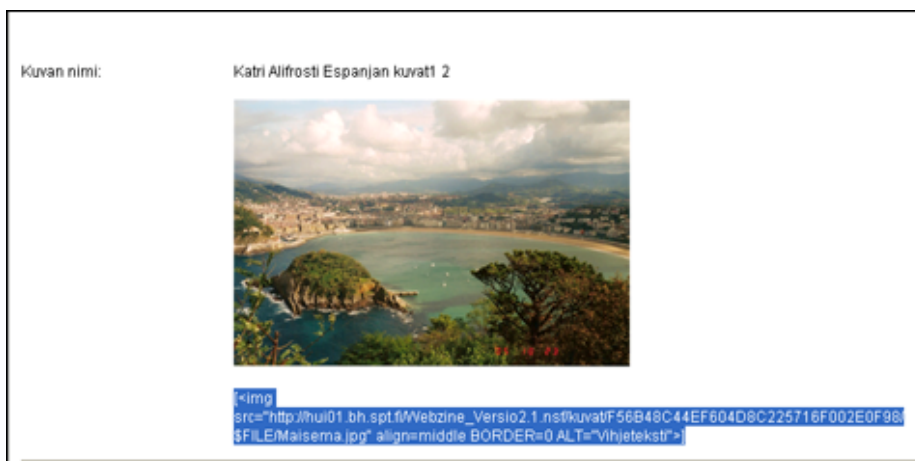 Kuvan nimi: Katri Alifrosti Espanjan kuvat1 2
[<img
src="http://hui01.bh.spt.fi/Webzine_Versio2.1.nsf/kuvat/F56B48C44EF604D8C225716F002E0F98/
$FILE/Maisema.jpg" align=middle BORDER=0 ALT="Vihjeteksti">]